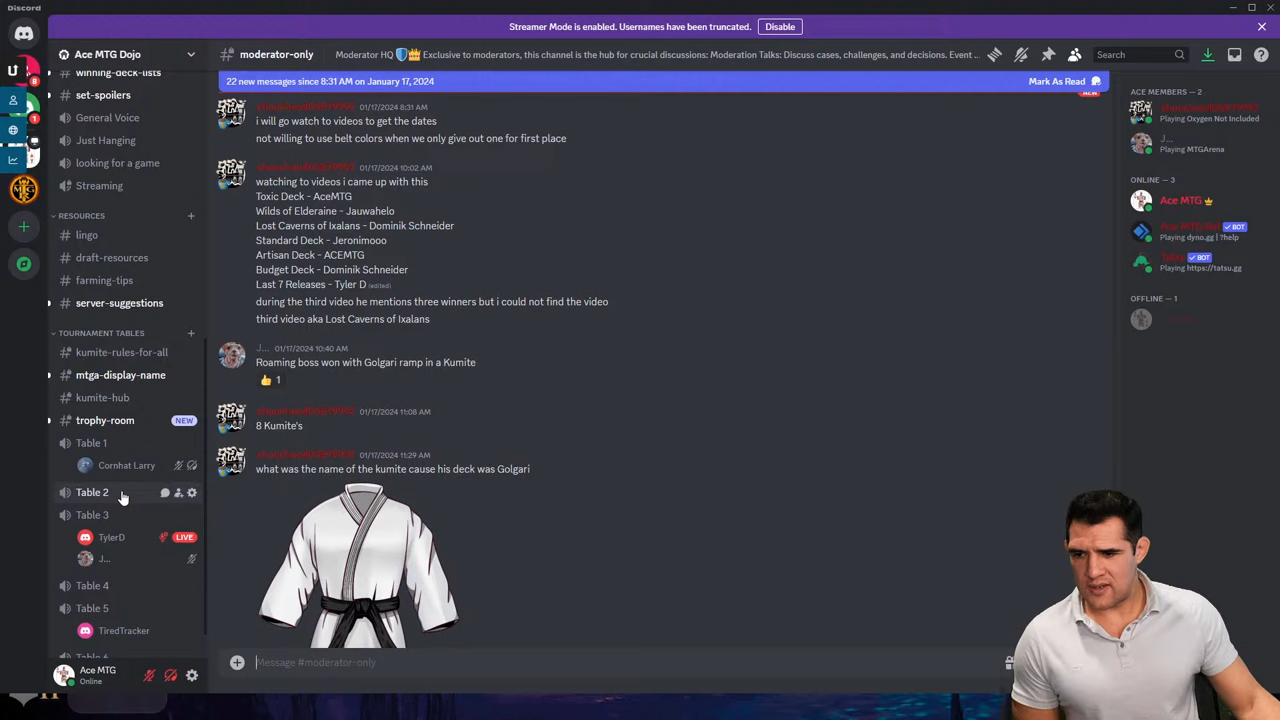 Discord
Streamer Mode is enabled. Usernames have been truncated.
Disable
Ace MTG Dojo
winning-deck-lists
set-spoilers
General Voice
Just Hanging
looking for a game
Streaming
RESOURCES
lingo
draft-resources
farming-tips
server-suggestions
TOURNAMENT TABLES
kumite-rules-for-all
mtga-display-name
kumite-hub
trophy-room NEW
Table 1
Cornhat Larry
Table 2
Table 3
TylerD LIVE
J...
Table 4
Table 5
TiredTracker
Ace MTG
Online
8
1
moderator-only
Moderator HQ Exclusive to moderators, this channel is the hub for crucial discussions: Moderation Talks: Discuss cases, challenges, and decisions. Event ...
Search
22 new messages since 8:31 AM on January 17, 2024
Mark As Read
NEW
01/17/2024 8:31 AM
i will go watch to videos to get the dates
not willing to use belt colors when we only give out one for first place
01/17/2024 10:02 AM
watching to videos i came up with this
Toxic Deck - AceMTG
Wilds of Elderaine - Jauwahelo
Lost Caverns of Ixalans - Dominik Schneider
Standard Deck - Jeronimooo
Artisan Deck - ACEMTG
Budget Deck - Dominik Schneider
Last 7 Releases - Tyler D (edited)
during the third video he mentions three winners but i could not find the video
third video aka Lost Caverns of Ixalans
J... 01/17/2024 10:40 AM
Roaming boss won with Golgari ramp in a Kumite
1
01/17/2024 11:08 AM
8 Kumite's
01/17/2024 11:29 AM
what was the name of the kumite cause his deck was Golgari
Message #moderator-only
ACE MEMBERS — 2
Playing Oxygen Not Included
J...
Playing MTGArena
ONLINE — 3
Ace MTG
BOT
Playing dyno.gg | ?help
BOT
Playing https://tatsu.gg
OFFLINE — 1